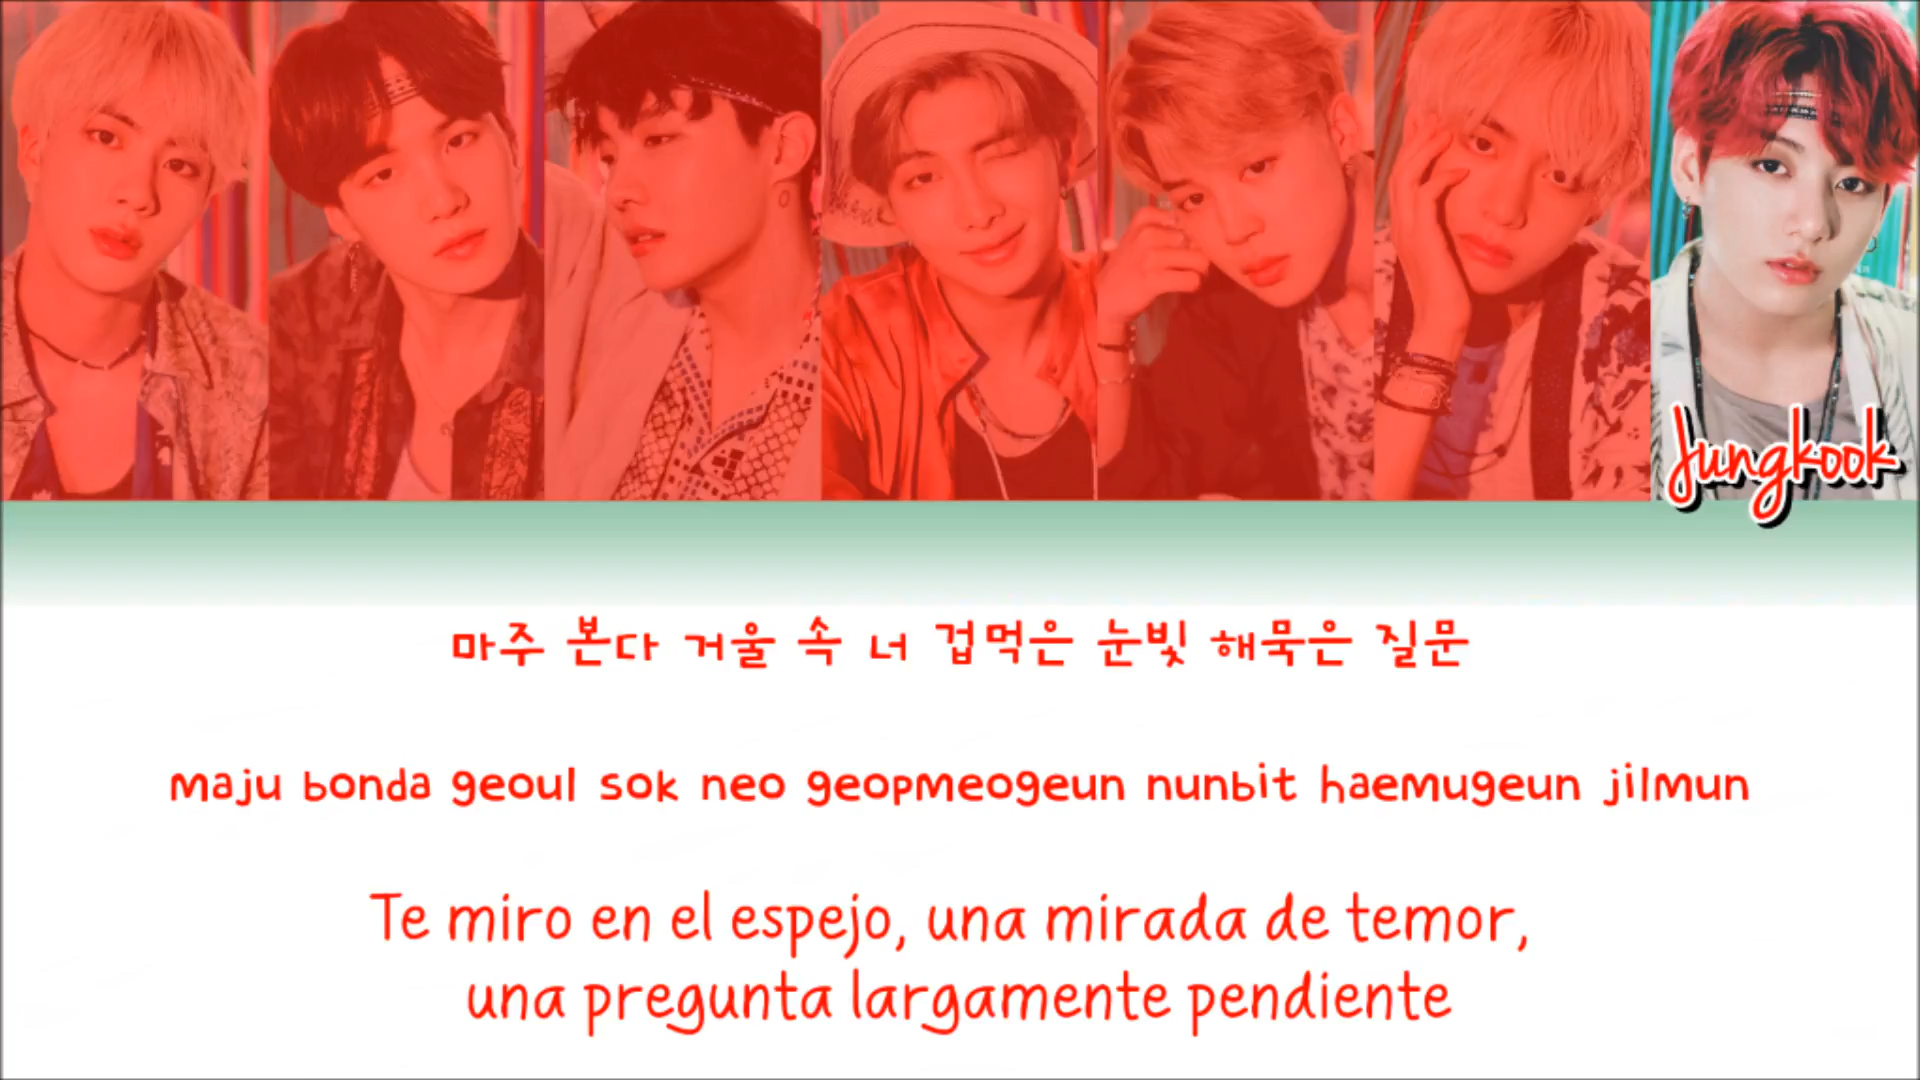 Jungkook
마주 본다 거울 속 너 겁먹은 눈빛 해묵은 질문
maju bonda geoul sok neo geopmeogeun nunbit haemugeun jilmun
Te miro en el espejo, una mirada de temor,
una pregunta largamente pendiente